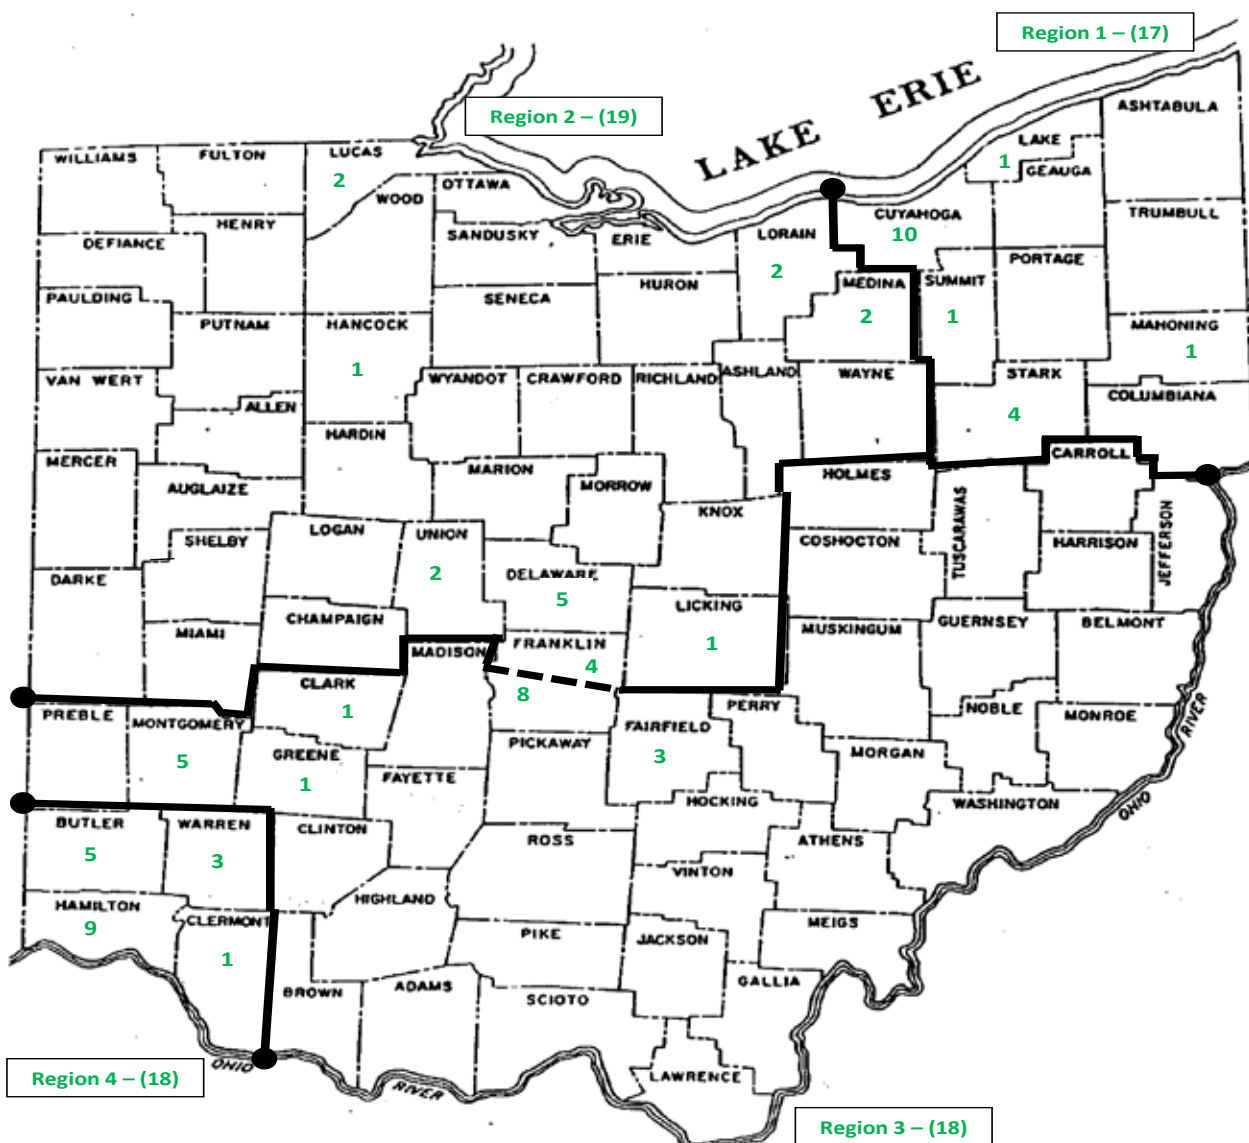 Region 1 – (17)
LAKE ERIE
Region 2 – (19)
ASHTABULA
LAKE
1
GEAUGA
WILLIAMS
FULTON
LUCAS
2
WOOD
OTTAWA
HENRY
DEFIANCE
SANDUSKY
ERIE
LORAIN
2
CUYAHOGA
10
TRUMBULL
PORTAGE
SUMMIT
1
MEDINA
2
HURON
SENECA
PAULDING
PUTNAM
HANCOCK
1
MAHONING
1
VAN WERT
ALLEN
WYANDOT
CRAWFORD
RICHLAND
ASHLAND
WAYNE
STARK
4
COLUMBIANA
HARDIN
MERCER
AUGLAIZE
MARION
MORROW
HOLMES
CARROLL
KNOX
LOGAN
UNION
2
SHELBY
COSHOCTON
TUSCARAWAS
HARRISON
JEFFERSON
DARKE
DELAWARE
5
LICKING
1
CHAMPAIGN
MIAMI
MADISON
FRANKLIN
4
8
MUSKINGUM
GUERNSEY
BELMONT
CLARK
1
PREBLE
MONTGOMERY
5
GREENE
1
PICKAWAY
FAIRFIELD
3
PERRY
NOBLE
MONROE
RIVER
MORGAN
FAYETTE
HOCKING
WASHINGTON
OHIO
BUTLER
5
WARREN
3
CLINTON
ROSS
ATHENS
VINTON
HIGHLAND
HAMILTON
9
CLERMONT
1
PIKE
JACKSON
MEIGS
GALLIA
BROWN
ADAMS
SCIOTO
LAWRENCE
OHIO
RIVER
Region 4 – (18)
Region 3 – (18)